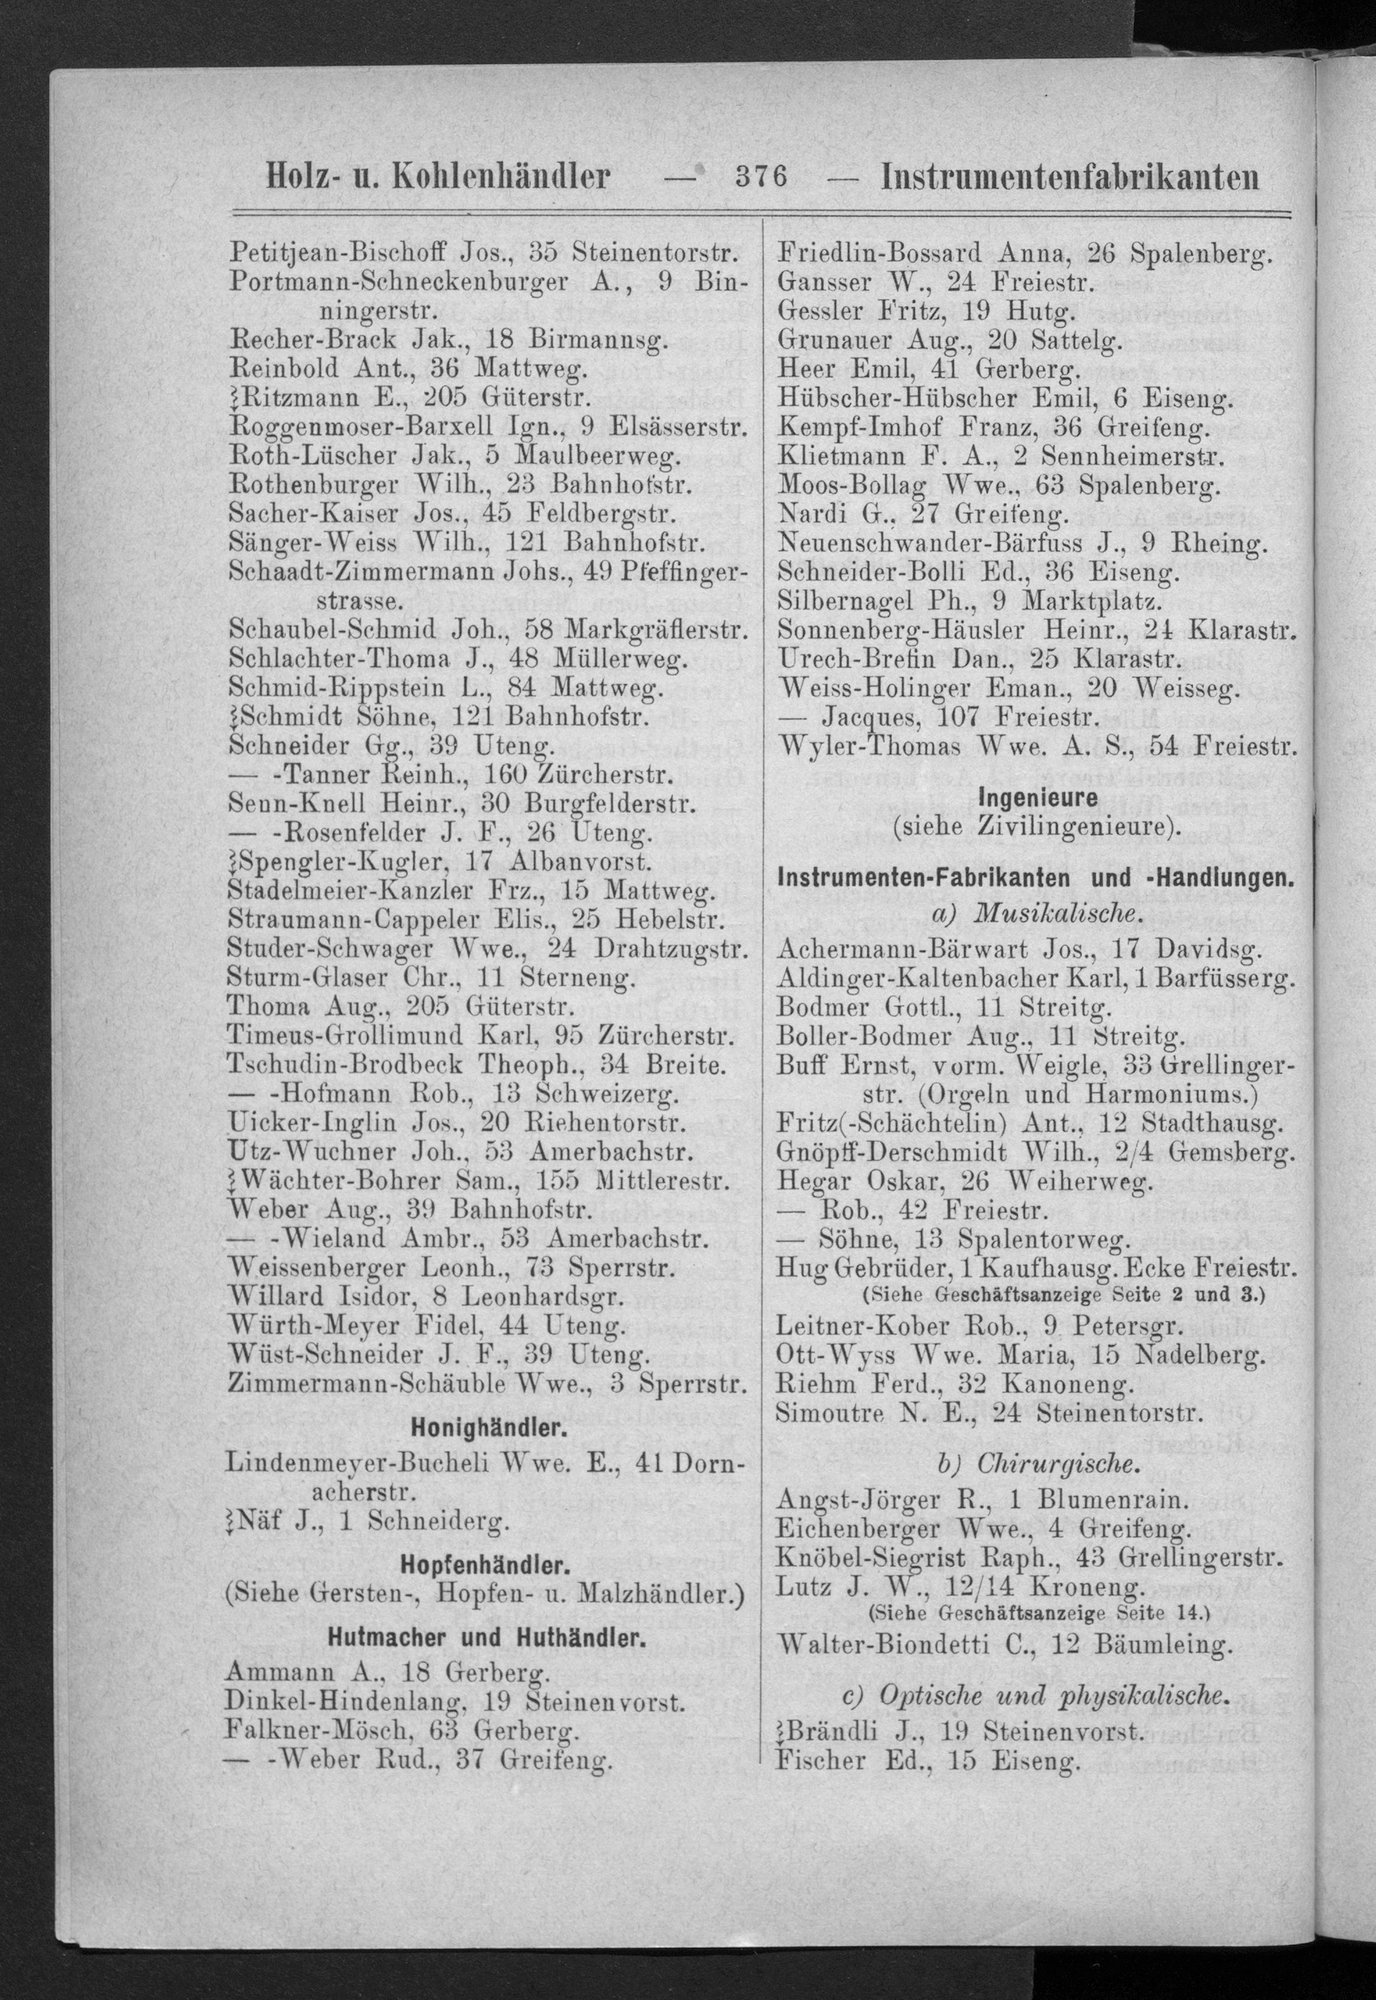 Holz- u. Kohlenhändler — 376 — Instrumentenfabrikanten
Petitjean-Bischoff Jos., 35 Steinentorstr.
Portmann-Schneckenburger A., 9 Bin-
ningerstr.
Recher-Brack Jak., 18 Birmannsg.
Reinbold Ant., 36 Mattweg.
⸾Ritzmann E., 205 Güterstr.
Roggenmoser-Barxell Ign., 9 Elsässerstr.
Roth-Lüscher Jak., 5 Maulbeerweg.
Rothenburger Wilh., 23 Bahnhofstr.
Sacher-Kaiser Jos., 45 Feldbergstr.
Sänger-Weiss Wilh., 121 Bahnhofstr.
Schaadt-Zimmermann Johs., 49 Pfeffinger-
strasse.
Schaubel-Schmid Joh., 58 Markgräflerstr.
Schlachter-Thoma J., 48 Müllerweg.
Schmid-Rippstein L., 84 Mattweg.
⸾Schmidt Söhne, 121 Bahnhofstr.
Schneider Gg., 39 Uteng.
— -Tanner Reinh., 160 Zürcherstr.
Senn-Knell Heinr., 30 Burgfelderstr.
— -Rosenfelder J. F., 26 Uteng.
⸾Spengler-Kugler, 17 Albanvorst.
Stadelmeier-Kanzler Frz., 15 Mattweg.
Straumann-Cappeler Elis., 25 Hebelstr.
Studer-Schwager Wwe., 24 Drahtzugstr.
Sturm-Glaser Chr., 11 Sterneng.
Thoma Aug., 205 Güterstr.
Timeus-Grollimund Karl, 95 Zürcherstr.
Tschudin-Brodbeck Theoph., 34 Breite.
— -Hofmann Rob., 13 Schweizerg.
Uicker-Inglin Jos., 20 Riehentorstr.
Utz-Wuchner Joh., 53 Amerbachstr.
⸾Wächter-Bohrer Sam., 155 Mittlerestr.
Weber Aug., 39 Bahnhofstr.
— -Wieland Ambr., 53 Amerbachstr.
Weissenberger Leonh., 73 Sperrstr.
Willard Isidor, 8 Leonhardsgr.
Würth-Meyer Fidel, 44 Uteng.
Wüst-Schneider J. F., 39 Uteng.
Zimmermann-Schäuble Wwe., 3 Sperrstr.
Honighändler.
Lindenmeyer-Bucheli Wwe. E., 41 Dorn-
acherstr.
⸾Näf J., 1 Schneiderg.
Hopfenhändler.
(Siehe Gersten-, Hopfen- u. Malzhändler.)
Hutmacher und Huthändler.
Ammann A., 18 Gerberg.
Dinkel-Hindenlang, 19 Steinenvorst.
Falkner-Mösch, 63 Gerberg.
— -Weber Rud., 37 Greifeng.
Friedlin-Bossard Anna, 26 Spalenberg.
Gansser W., 24 Freiestr.
Gessler Fritz, 19 Hutg.
Grunauer Aug., 20 Sattelg.
Heer Emil, 41 Gerberg.
Hübscher-Hübscher Emil, 6 Eiseng.
Kempf-Imhof Franz, 36 Greifeng.
Klietmann F. A., 2 Sennheimerstr.
Moos-Bollag Wwe., 63 Spalenberg.
Nardi G., 27 Greifeng.
Neuenschwander-Bärfuss J., 9 Rheing.
Schneider-Bolli Ed., 36 Eiseng.
Silbernagel Ph., 9 Marktplatz.
Sonnenberg-Häusler Heinr., 24 Klarastr.
Urech-Brefin Dan., 25 Klarastr.
Weiss-Holinger Eman., 20 Weisseg.
— Jacques, 107 Freiestr.
Wyler-Thomas Wwe. A. S., 54 Freiestr.
Ingenieure
(siehe Zivilingenieure).
Instrumenten-Fabrikanten und -Handlungen.
a) Musikalische.
Achermann-Bärwart Jos., 17 Davidsg.
Aldinger-Kaltenbacher Karl, 1 Barfüsserg.
Bodmer Gottl., 11 Streitg.
Boller-Bodmer Aug., 11 Streitg.
Buff Ernst, vorm. Weigle, 33 Grellinger-
str. (Orgeln und Harmoniums.)
Fritz(-Schächtelin) Ant., 12 Stadthausg.
Gnöpff-Derschmidt Wilh., 2/4 Gemsberg.
Hegar Oskar, 26 Weiherweg.
— Rob., 42 Freiestr.
— Söhne, 13 Spalentorweg.
Hug Gebrüder, 1 Kaufhausg. Ecke Freiestr.
(Siehe Geschäftsanzeige Seite 2 und 3.)
Leitner-Kober Rob., 9 Petersgr.
Ott-Wyss Wwe. Maria, 15 Nadelberg.
Riehm Ferd., 32 Kanoneng.
Simoutre N. E., 24 Steinentorstr.
b) Chirurgische.
Angst-Jörger R., 1 Blumenrain.
Eichenberger Wwe., 4 Greifeng.
Knöbel-Siegrist Raph., 43 Grellingerstr.
Lutz J. W., 12/14 Kroneng.
(Siehe Geschäftsanzeige Seite 14.)
Walter-Biondetti C., 12 Bäumleing.
c) Optische und physikalische.
⸾Brändli J., 19 Steinenvorst.
Fischer Ed., 15 Eiseng.